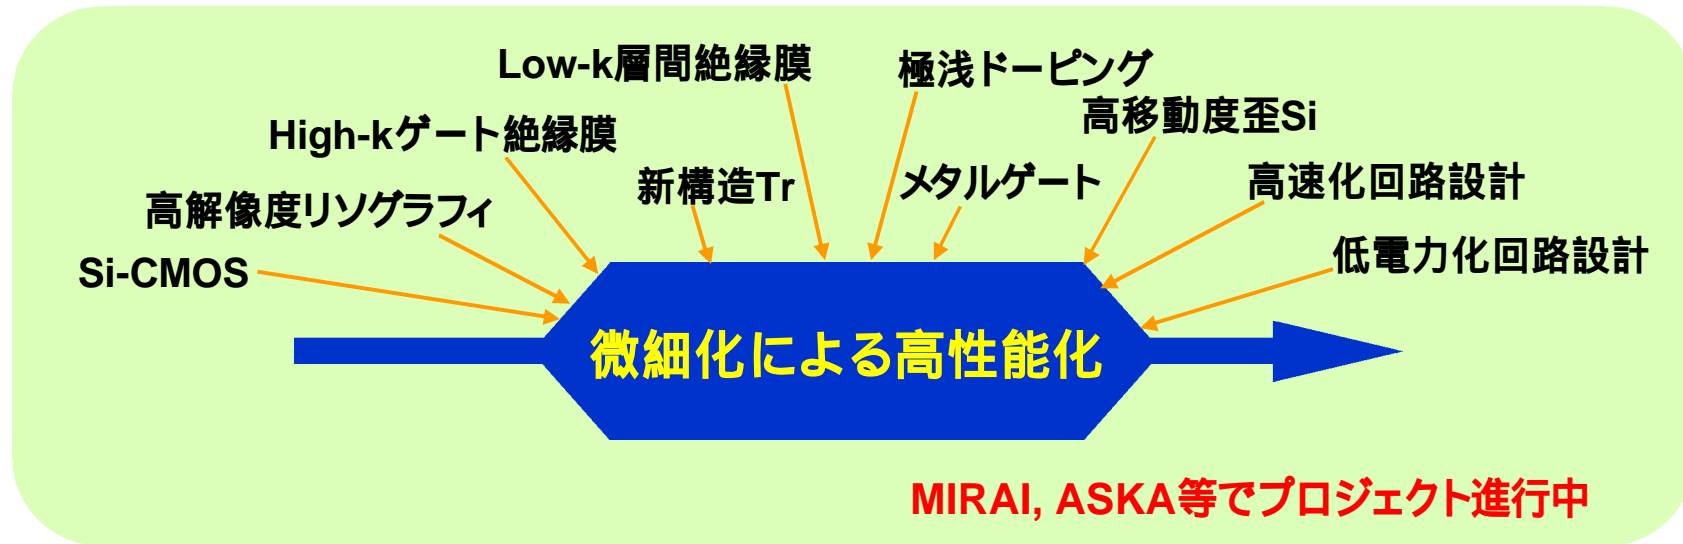 Low-k層間絶縁膜
極浅ドーピング
高移動度歪Si
High-kゲート絶縁膜
新構造Tr
メタルゲート
高速化回路設計
高解像度リソグラフィ
低電力化回路設計
Si-CMOS
微細化による高性能化
MIRAI, ASKA等でプロジェクト進行中